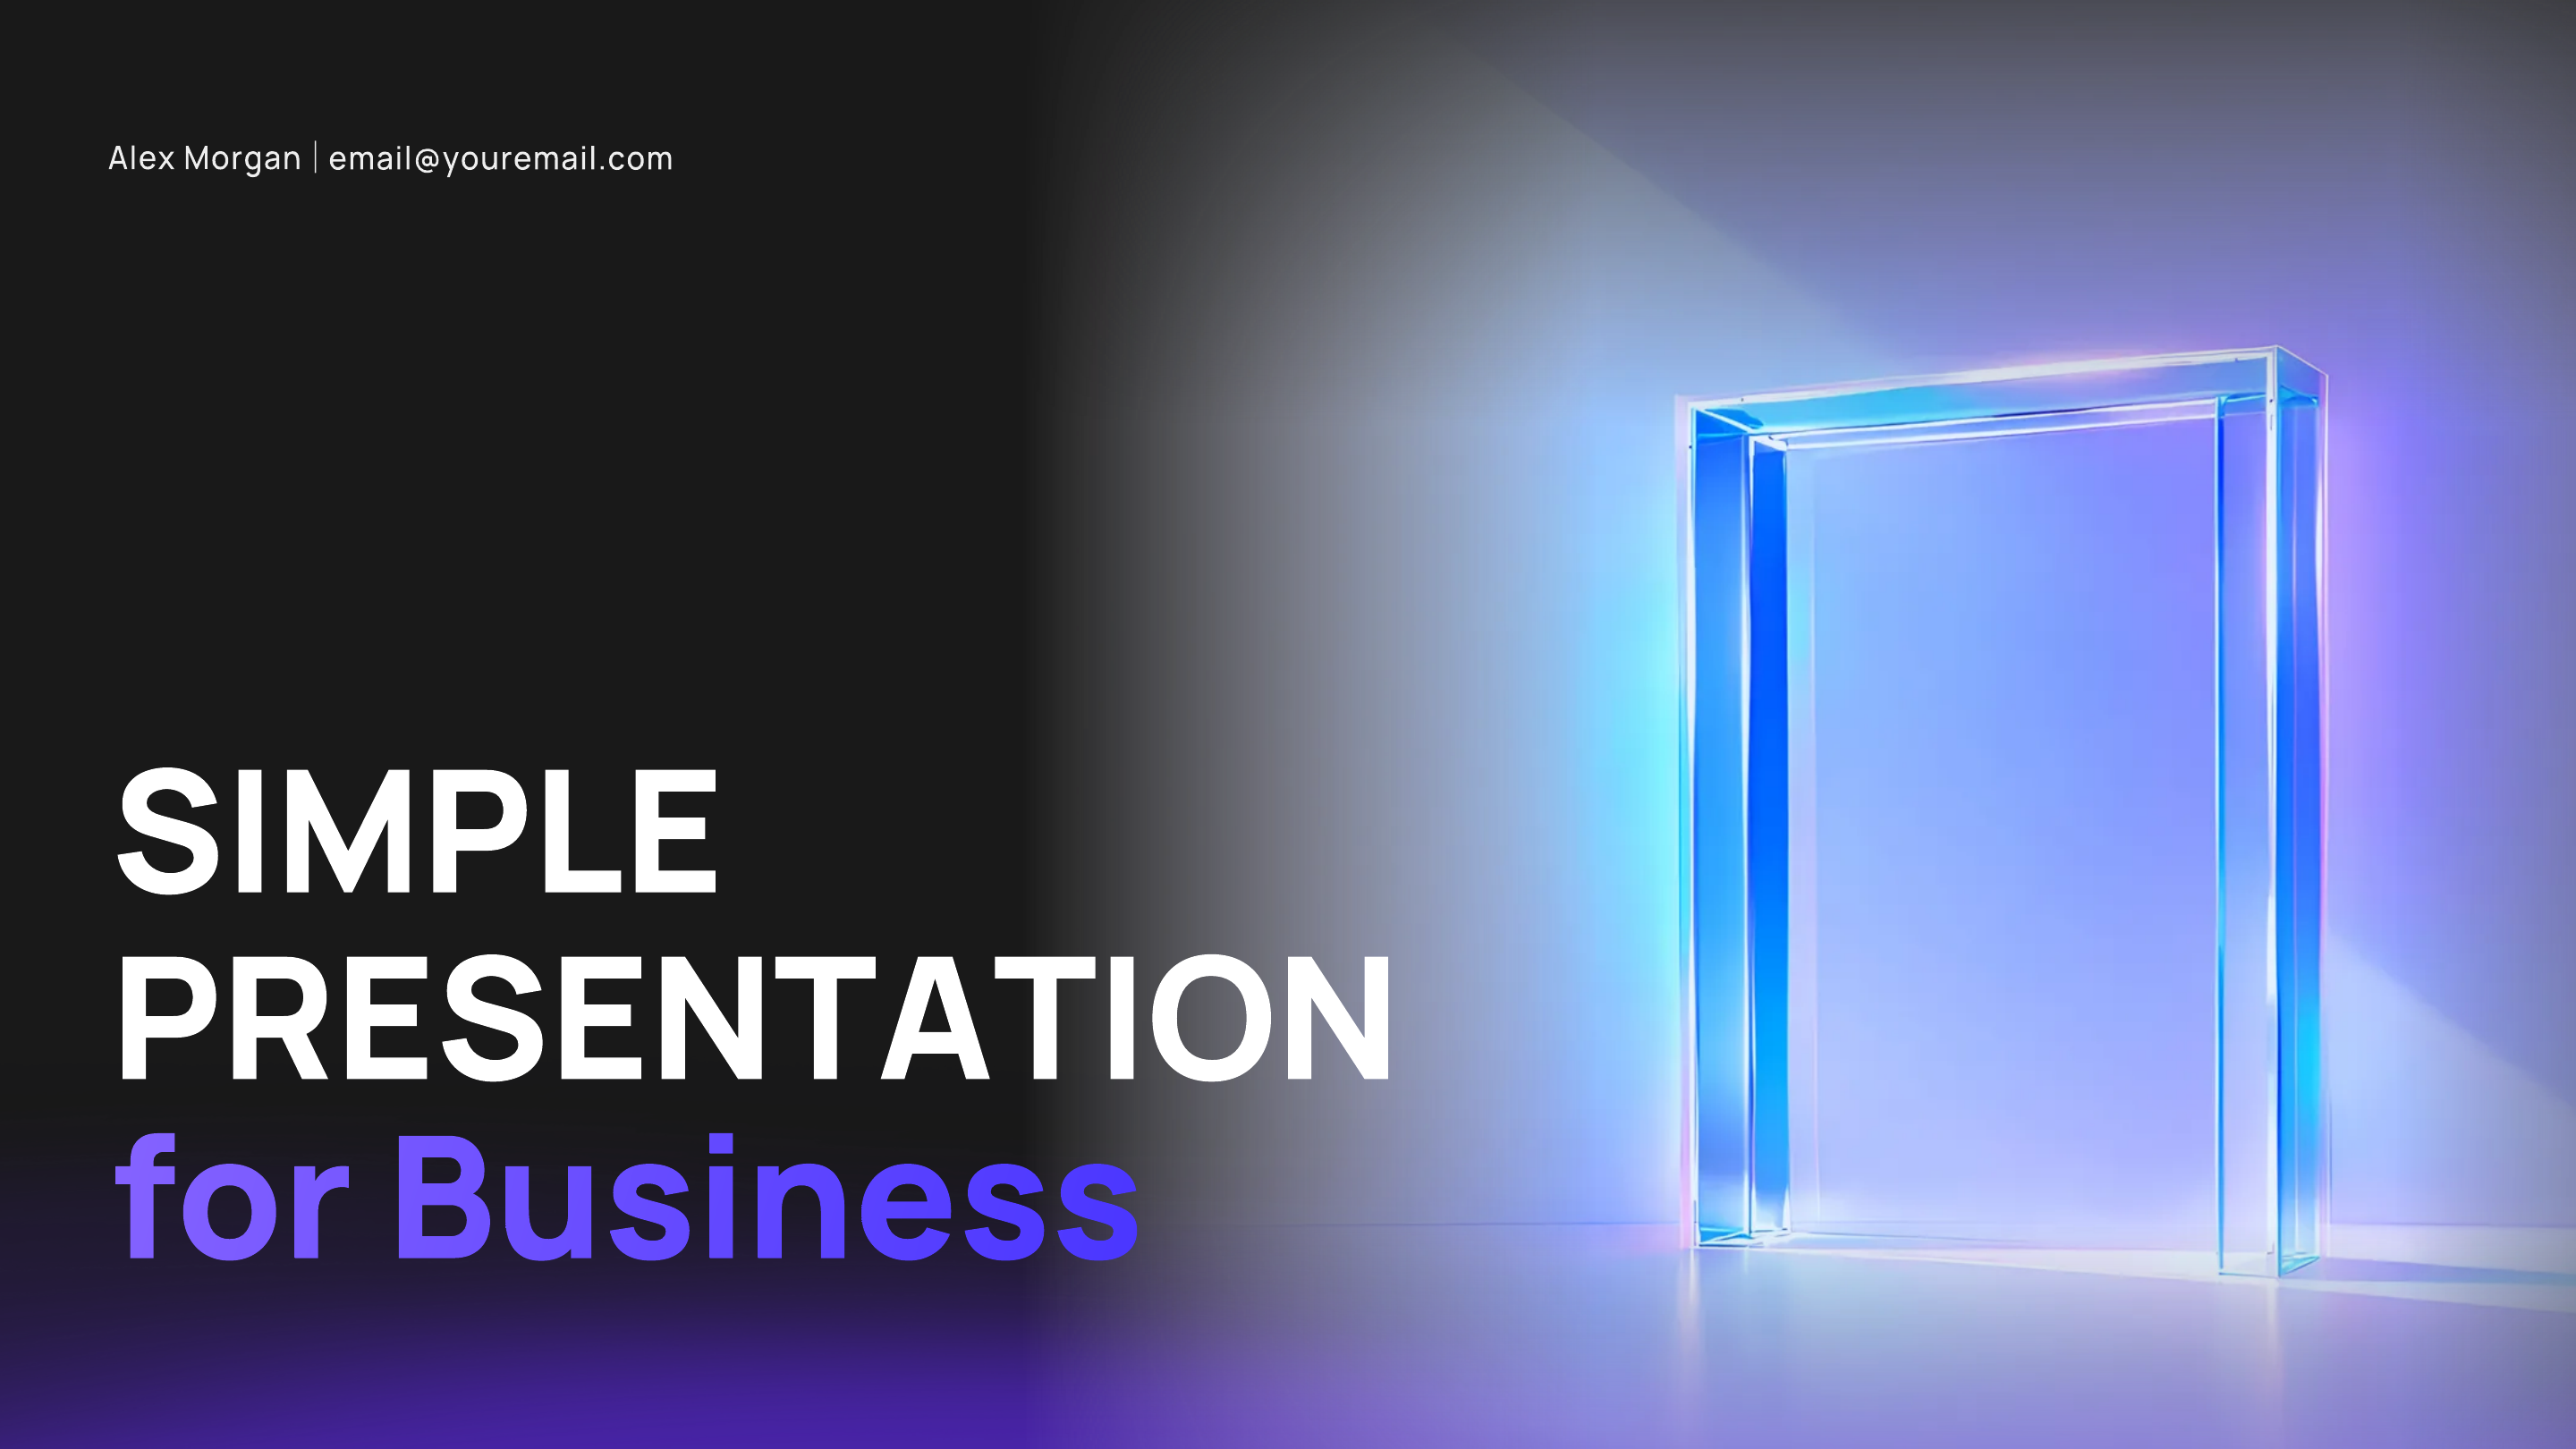 Alex Morgan | email@youremail.com
SIMPLE
PRESENTATION
for Business